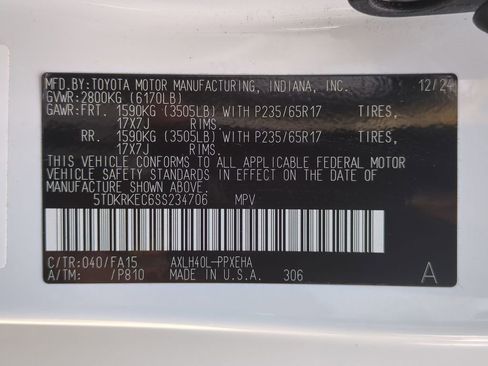 MFD.BY:TOYOTA MOTOR MANUFACTURING, INDIANA, INC. 12/24
GVWR:2800KG (6170LB)
GAWR:FRT. 1590KG (3505LB) WITH P235/65R17 TIRES,
17X7J RIMS.
RR. 1590KG (3505LB) WITH P235/65R17 TIRES,
17X7J RIMS.
THIS VEHICLE CONFORMS TO ALL APPLICABLE FEDERAL MOTOR
VEHICLE SAFETY STANDARDS IN EFFECT ON THE DATE OF
MANUFACTURE SHOWN ABOVE.
5TDKRKEC6SS234706 MPV
C/TR:040/FA15 AXLH40L-PPXEHA
A/TM: /P810 MADE IN U.S.A. 306 A